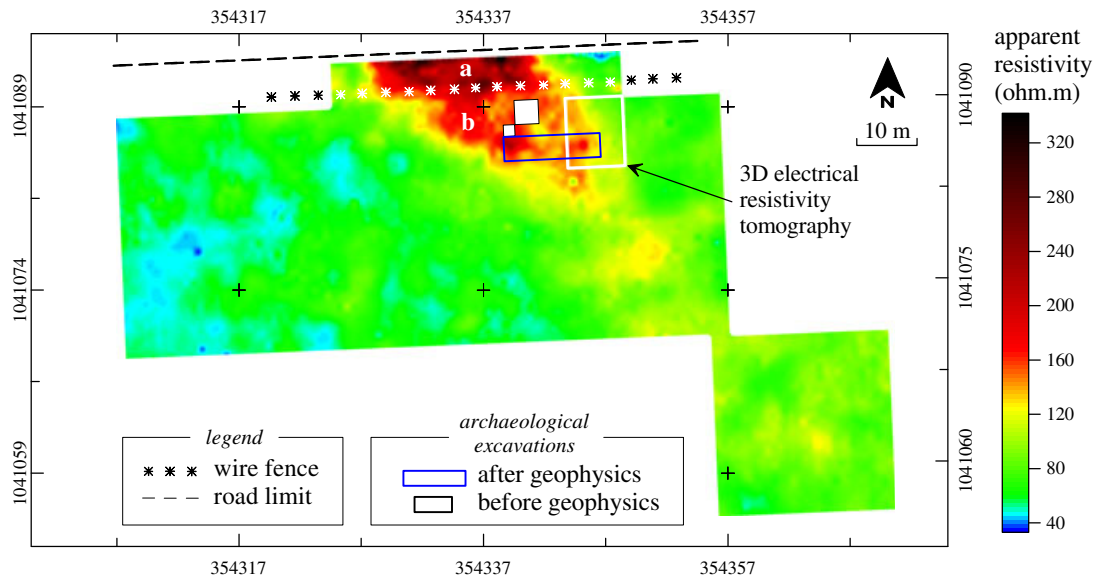 354317 354337 354357
apparent
resistivity
(ohm.m)
a
b
N
10 m
1041089
1041074
1041059
1041090
1041075
1041060
3D electrical
resistivity
tomography
320
280
240
200
160
120
80
40
legend
wire fence
road limit
archaeological
excavations
after geophysics
before geophysics
354317 354337 354357